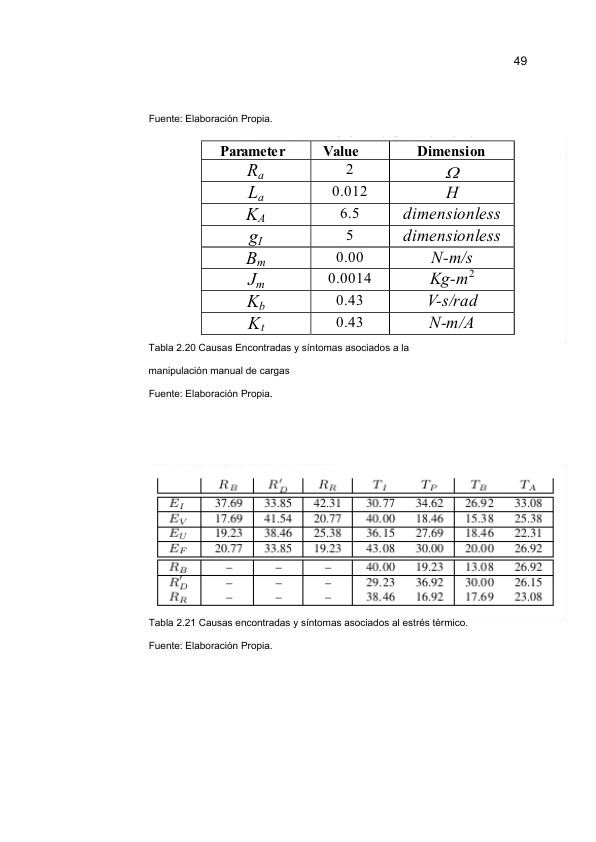 49
Fuente: Elaboración Propia.
Parameter Value Dimension
Rₐ 2 Ω
Lₐ 0.012 H
K_A 6.5 dimensionless
g_I 5 dimensionless
B_m 0.00 N-m/s
J_m 0.0014 Kg-m²
K_b 0.43 V-s/rad
K_t 0.43 N-m/A
Tabla 2.20 Causas Encontradas y síntomas asociados a la
manipulación manual de cargas
Fuente: Elaboración Propia.
R_B R'_D R_R T_I T_P T_B T_A
E_I 37.69 33.85 42.31 30.77 34.62 26.92 33.08
E_V 17.69 41.54 20.77 40.00 18.46 15.38 25.38
E_U 19.23 38.46 25.38 36.15 27.69 18.46 22.31
E_F 20.77 33.85 19.23 43.08 30.00 20.00 26.92
R_B – – – 40.00 19.23 13.08 26.92
R'_D – – – 29.23 36.92 30.00 26.15
R_R – – – 38.46 16.92 17.69 23.08
Tabla 2.21 Causas encontradas y síntomas asociados al estrés térmico.
Fuente: Elaboración Propia.